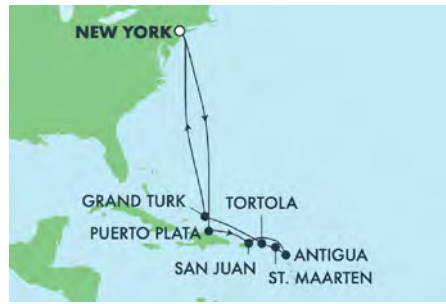 NEW YORK
GRAND TURK
TORTOLA
PUERTO PLATA
ANTIGUA
SAN JUAN
ST. MAARTEN